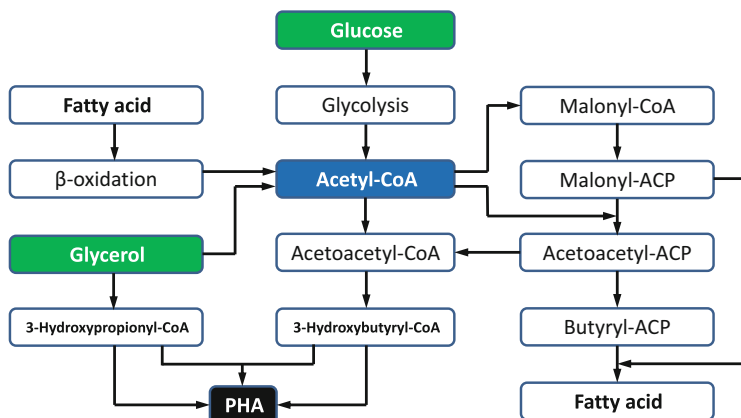 Glucose
Fatty acid
Glycolysis
Malonyl-CoA
β-oxidation
Acetyl-CoA
Malonyl-ACP
Glycerol
Acetoacetyl-CoA
Acetoacetyl-ACP
3-Hydroxypropionyl-CoA
3-Hydroxybutyryl-CoA
Butyryl-ACP
PHA
Fatty acid